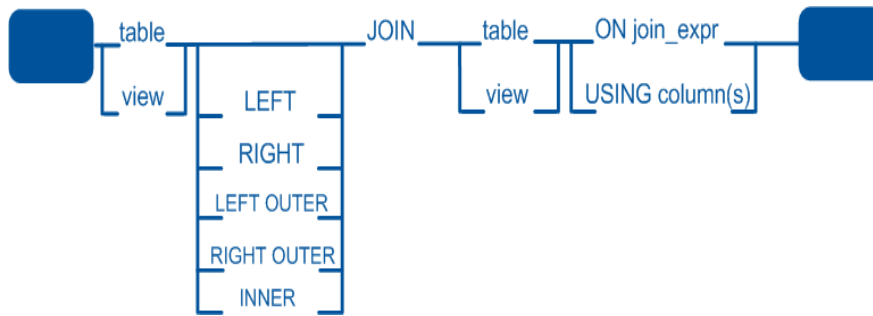 table JOIN table ON join_expr
view view USING column(s)
LEFT
RIGHT
LEFT OUTER
RIGHT OUTER
INNER